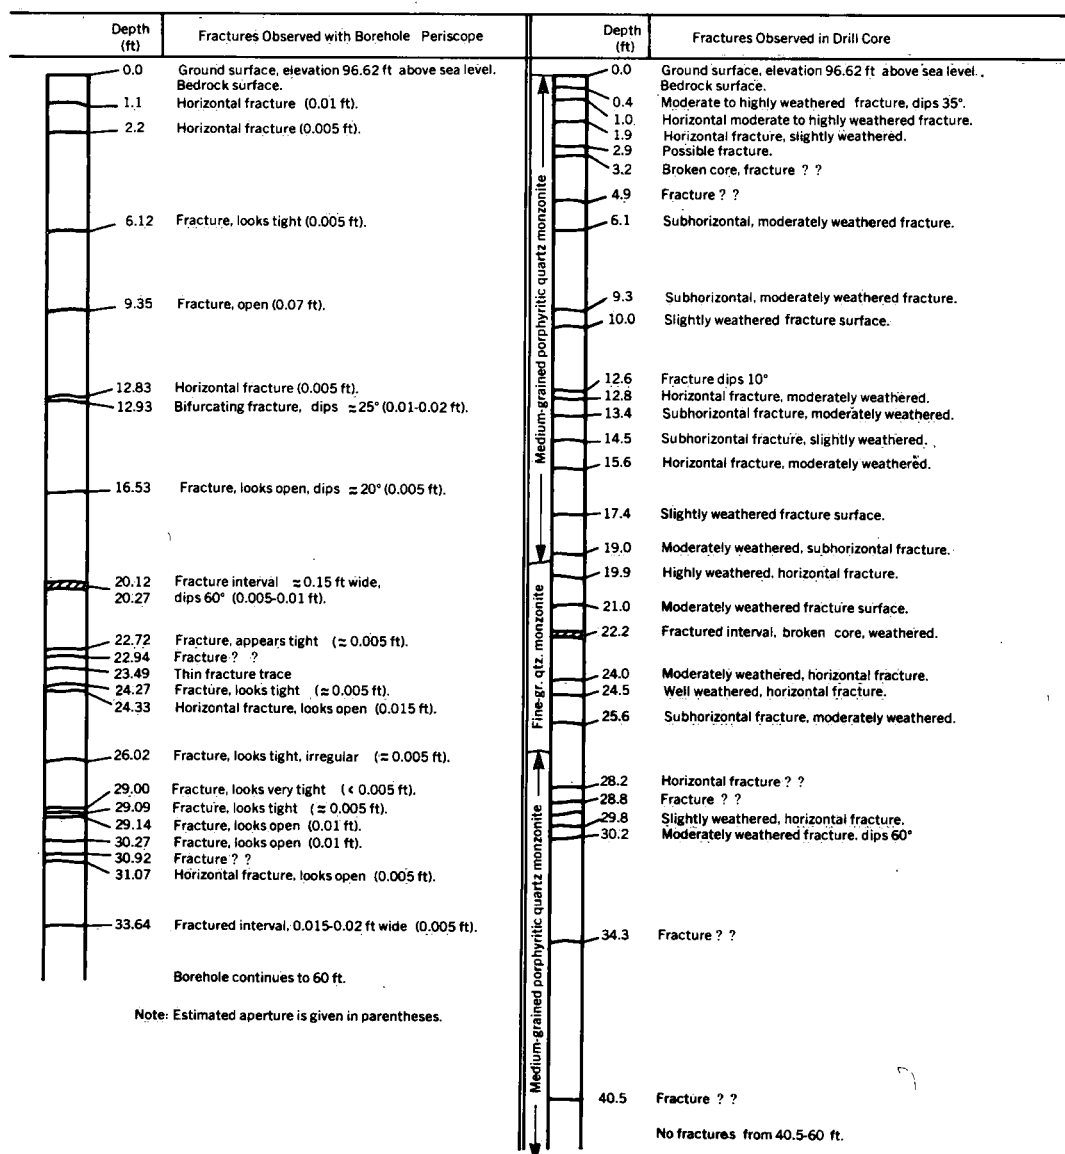 Depth (ft) Fractures Observed with Borehole Periscope
0.0 Ground surface, elevation 96.62 ft above sea level.
Bedrock surface.
1.1 Horizontal fracture (0.01 ft).
2.2 Horizontal fracture (0.005 ft).
6.12 Fracture, looks tight (0.005 ft).
9.35 Fracture, open (0.07 ft).
12.83 Horizontal fracture (0.005 ft).
12.93 Bifurcating fracture, dips ≈25° (0.01-0.02 ft).
16.53 Fracture, looks open, dips ≈20° (0.005 ft).
20.12 Fracture interval ≈0.15 ft wide,
20.27 dips 60° (0.005-0.01 ft).
22.72 Fracture, appears tight (≈0.005 ft).
22.94 Fracture ? ?
23.49 Thin fracture trace
24.27 Fracture, looks tight (≈0.005 ft).
24.33 Horizontal fracture, looks open (0.015 ft).
26.02 Fracture, looks tight, irregular (≈0.005 ft).
29.00 Fracture, looks very tight (< 0.005 ft).
29.09 Fracture, looks tight (≈ 0.005 ft).
29.14 Fracture, looks open (0.01 ft).
30.27 Fracture, looks open (0.01 ft).
30.92 Fracture ? ?
31.07 Horizontal fracture, looks open (0.005 ft).
33.64 Fractured interval, 0.015-0.02 ft wide (0.005 ft).
Borehole continues to 60 ft.
Note: Estimated aperture is given in parentheses.
Medium-grained porphyritic quartz monzonite
Fine-gr. qtz. monzonite
Medium-grained porphyritic quartz monzonite
Depth (ft) Fractures Observed in Drill Core
0.0 Ground surface, elevation 96.62 ft above sea level.
Bedrock surface.
0.4 Moderate to highly weathered fracture, dips 35°.
1.0 Horizontal moderate to highly weathered fracture.
1.9 Horizontal fracture, slightly weathered.
2.9 Possible fracture.
3.2 Broken core, fracture ? ?
4.9 Fracture ? ?
6.1 Subhorizontal, moderately weathered fracture.
9.3 Subhorizontal, moderately weathered fracture.
10.0 Slightly weathered fracture surface.
12.6 Fracture dips 10°
12.8 Horizontal fracture, moderately weathered.
13.4 Subhorizontal fracture, moderately weathered.
14.5 Subhorizontal fracture, slightly weathered.
15.6 Horizontal fracture, moderately weathered.
17.4 Slightly weathered fracture surface.
19.0 Moderately weathered, subhorizontal fracture.
19.9 Highly weathered, horizontal fracture.
21.0 Moderately weathered fracture surface.
22.2 Fractured interval, broken core, weathered.
24.0 Moderately weathered, horizontal fracture.
24.5 Well weathered, horizontal fracture.
25.6 Subhorizontal fracture, moderately weathered.
28.2 Horizontal fracture ? ?
28.8 Fracture ? ?
29.8 Slightly weathered, horizontal fracture.
30.2 Moderately weathered fracture. dips 60°
34.3 Fracture ? ?
40.5 Fracture ? ?
No fractures from 40.5-60 ft.